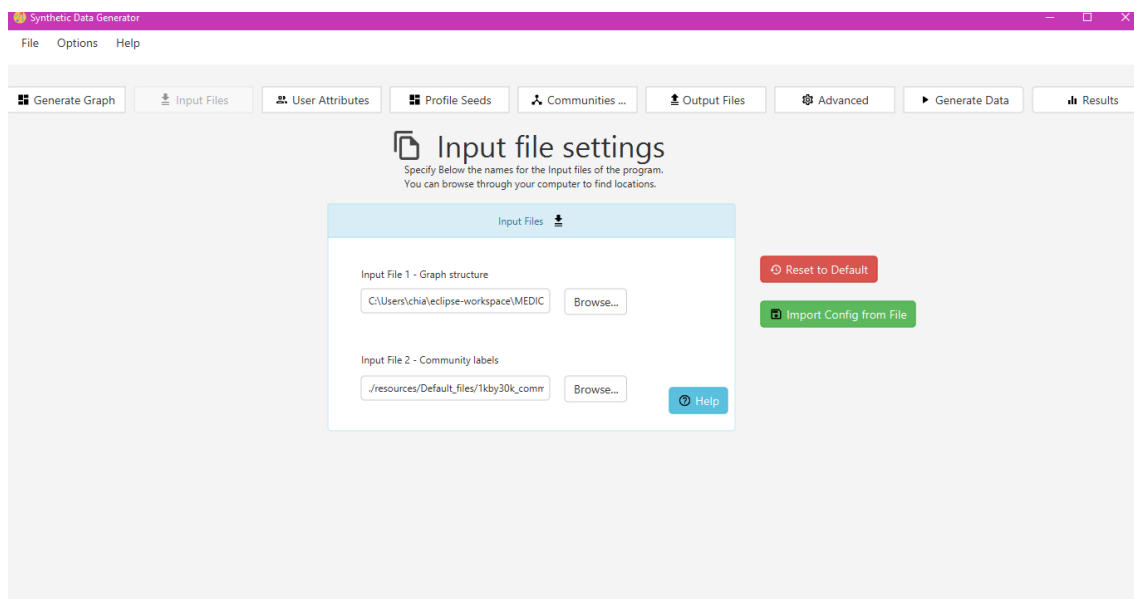 Synthetic Data Generator
File Options Help
Generate Graph Input Files User Attributes Profile Seeds Communities ... Output Files Advanced Generate Data Results
Input file settings
Specify Below the names for the Input files of the program.
You can browse through your computer to find locations.
Input Files
Input File 1 - Graph structure
C:\Users\chia\eclipse-workspace\MEDIC Browse...
Reset to Default
Import Config from File
Input File 2 - Community labels
./resources/Default_files/1kby30k_comm Browse...
Help